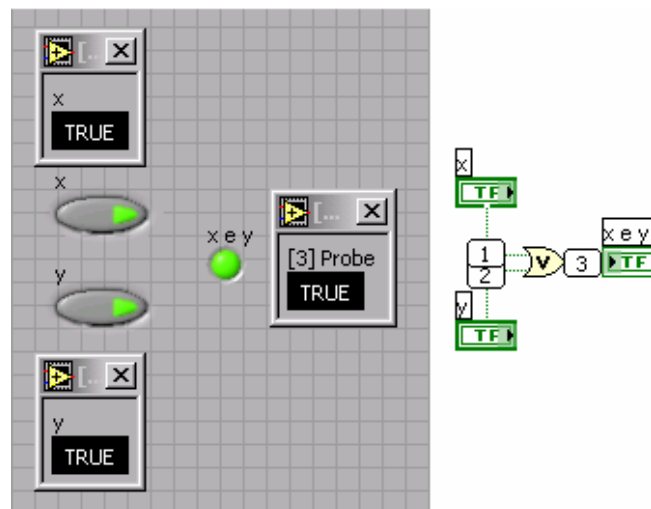 [...
x
TRUE
x
y
x e y
[...
[3] Probe
TRUE
[...
y
TRUE
x
TF
1
2
V
3
x e y
TF
y
TF